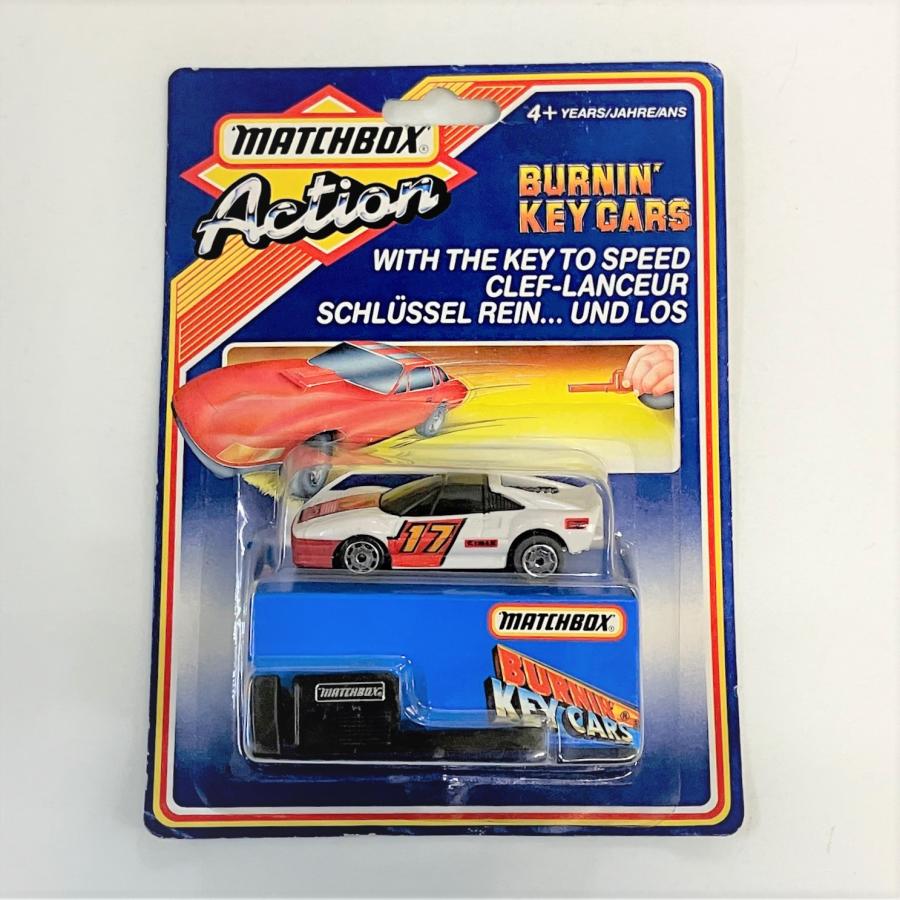 4+ YEARS/JAHRE/ANS
MATCHBOX®
Action
BURNIN'
KEY CARS
WITH THE KEY TO SPEED
CLEF-LANCEUR
SCHLÜSSEL REIN... UND LOS
17
MATCHBOX®
BURNIN'
KEY CARS®
MATCHBOX®